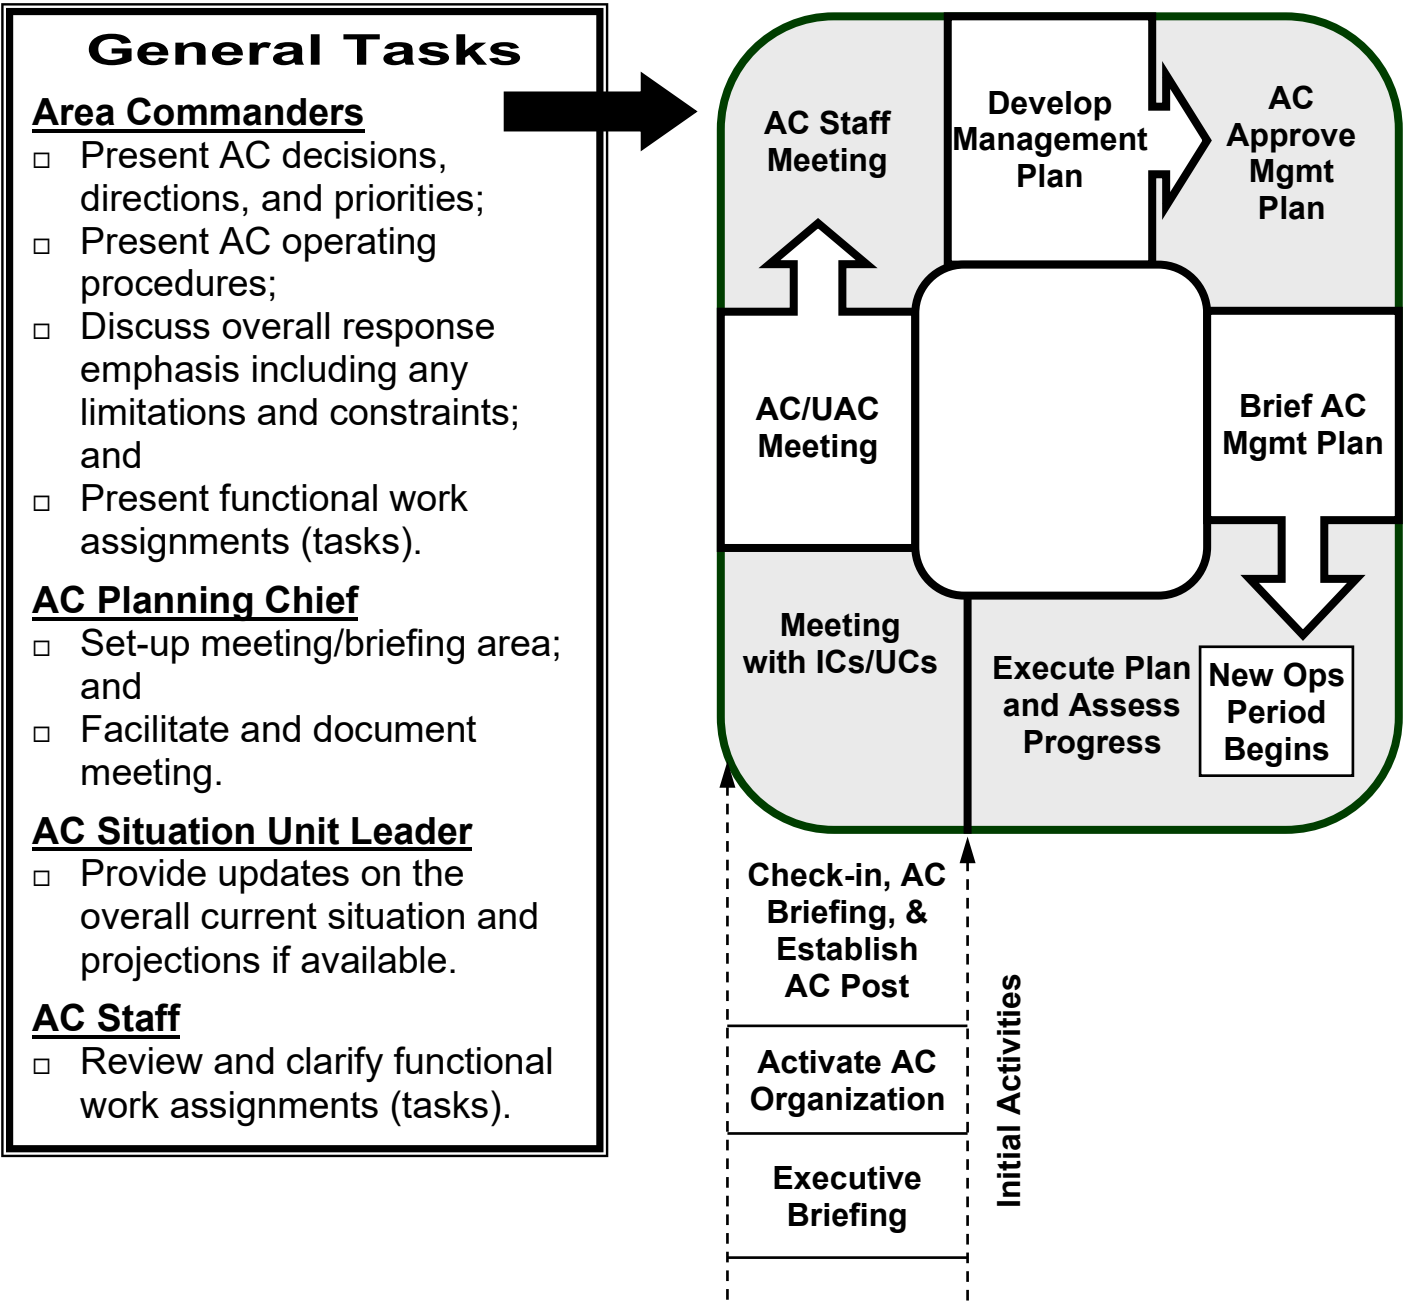 General Tasks
Area Commanders
□ Present AC decisions,
directions, and priorities;
□ Present AC operating
procedures;
□ Discuss overall response
emphasis including any
limitations and constraints;
and
□ Present functional work
assignments (tasks).
AC Planning Chief
□ Set-up meeting/briefing area;
and
□ Facilitate and document
meeting.
AC Situation Unit Leader
□ Provide updates on the
overall current situation and
projections if available.
AC Staff
□ Review and clarify functional
work assignments (tasks).
AC Staff
Meeting
Develop
Management
Plan
AC
Approve
Mgmt
Plan
AC/UAC
Meeting
Brief AC
Mgmt Plan
Meeting
with ICs/UCs
Execute Plan
and Assess
Progress
New Ops
Period
Begins
Check-in, AC
Briefing, &
Establish
AC Post
Activate AC
Organization
Executive
Briefing
Initial Activities